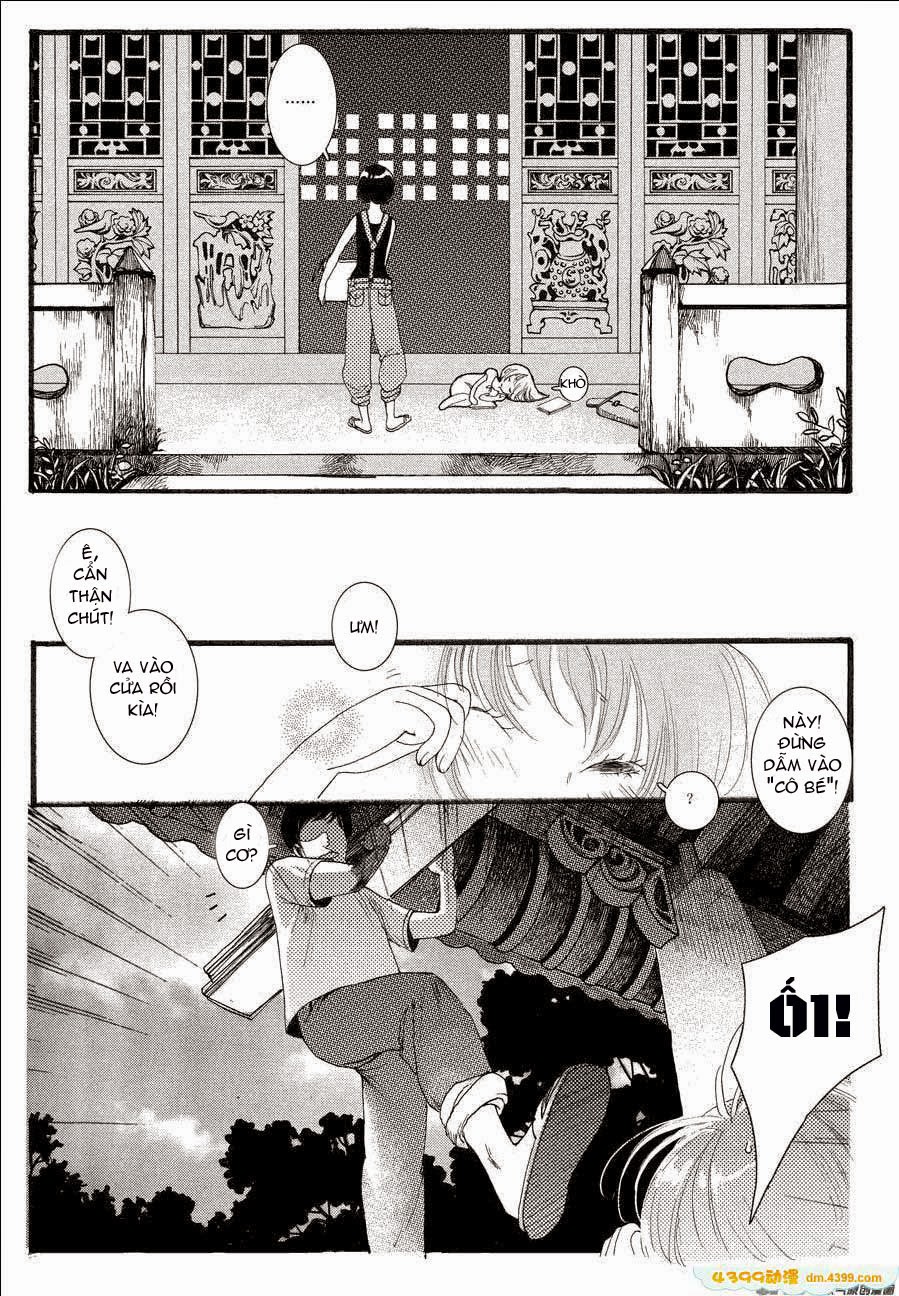 ......
KHÒ
Ê,
CẨN
THẬN
CHÚT!
VA VÀO
CỬA RỒI
KÌA!
ƯM!
NÀY!
ĐỪNG
DẪM VÀO
"CÔ BÉ"!
?
GÌ
CƠ?
Ố1!
4399动漫 dm.4399.com